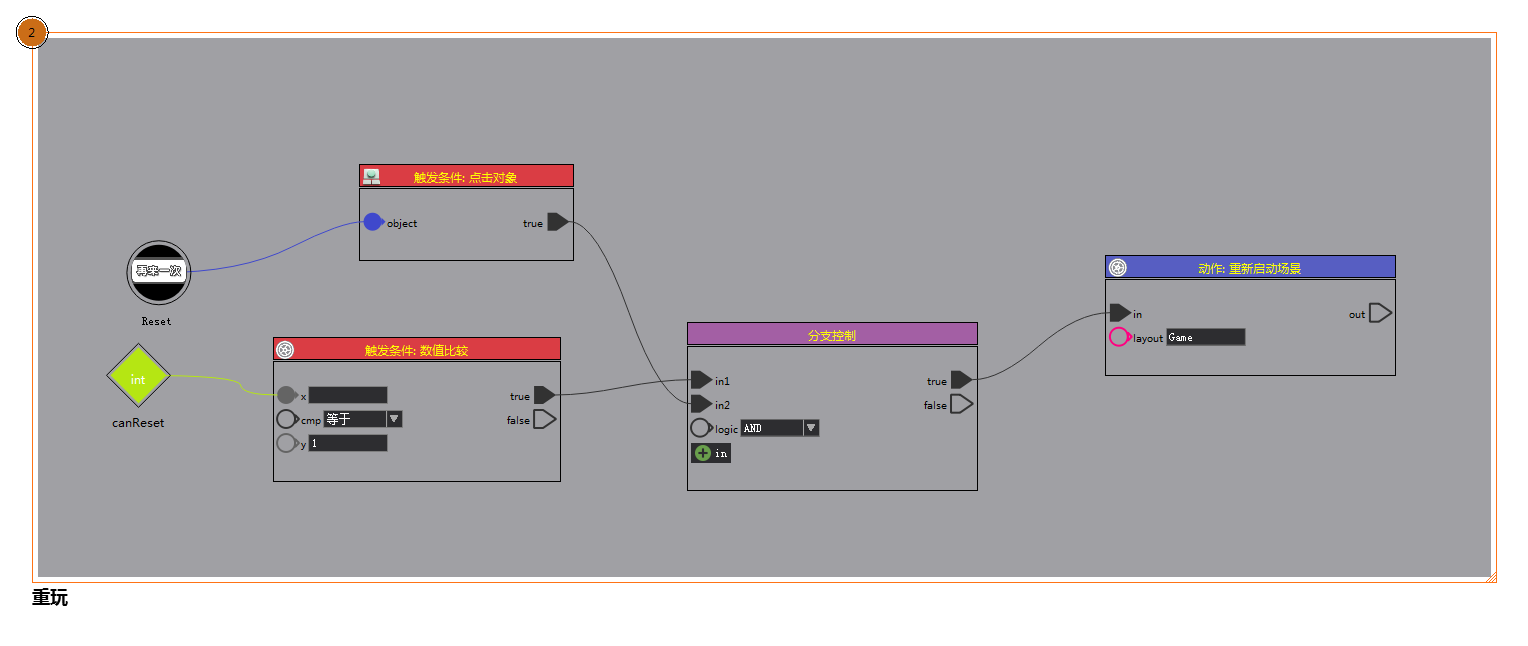 2
触发条件: 点击对象
object
true
再来一次
Reset
触发条件: 数值比较
int
canReset
x
true
cmp
等于
false
y
1
分支控制
in1
true
in2
false
logic
AND
in
动作: 重新启动场景
in
out
layout
Game
重玩